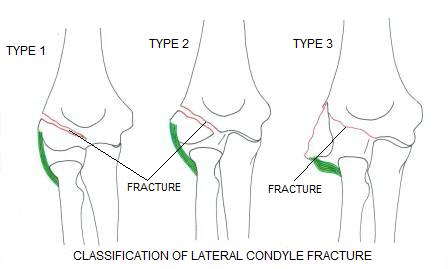 TYPE 1
TYPE 2
TYPE 3
FRACTURE
FRACTURE
CLASSIFICATION OF LATERAL CONDYLE FRACTURE